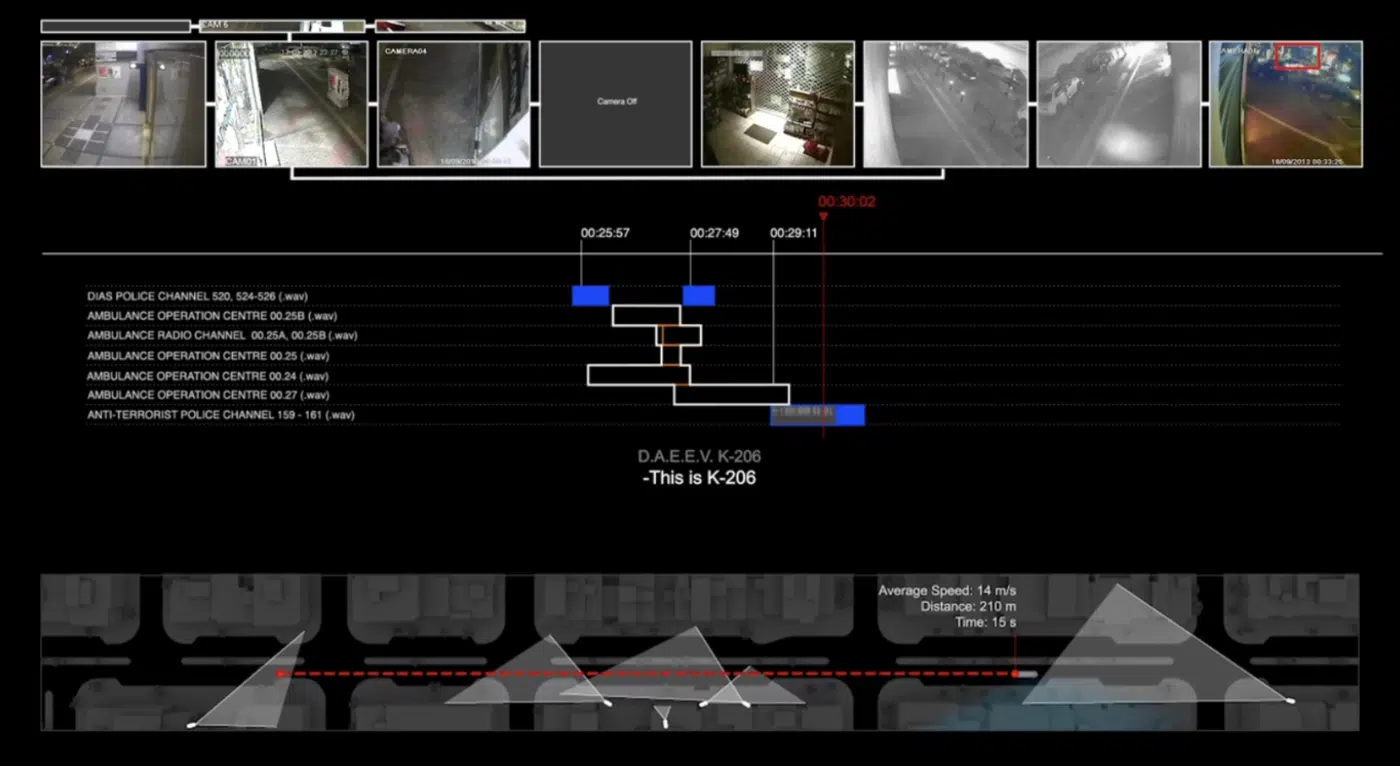 CAM 6
CAMERA04
CAM01
18/09/2013
Camera Off
18/09/2013 00:33:25
00:30:02
00:25:57
00:27:49
00:29:11
DIAS POLICE CHANNEL 520, 524-526 (.wav)
AMBULANCE OPERATION CENTRE 00.25B (.wav)
AMBULANCE RADIO CHANNEL 00.25A, 00.25B (.wav)
AMBULANCE OPERATION CENTRE 00.25 (.wav)
AMBULANCE OPERATION CENTRE 00.24 (.wav)
AMBULANCE OPERATION CENTRE 00.27 (.wav)
ANTI-TERRORIST POLICE CHANNEL 159 - 161 (.wav)
D.A.E.E.V. K-206
-This is K-206
Average Speed: 14 m/s
Distance: 210 m
Time: 15 s